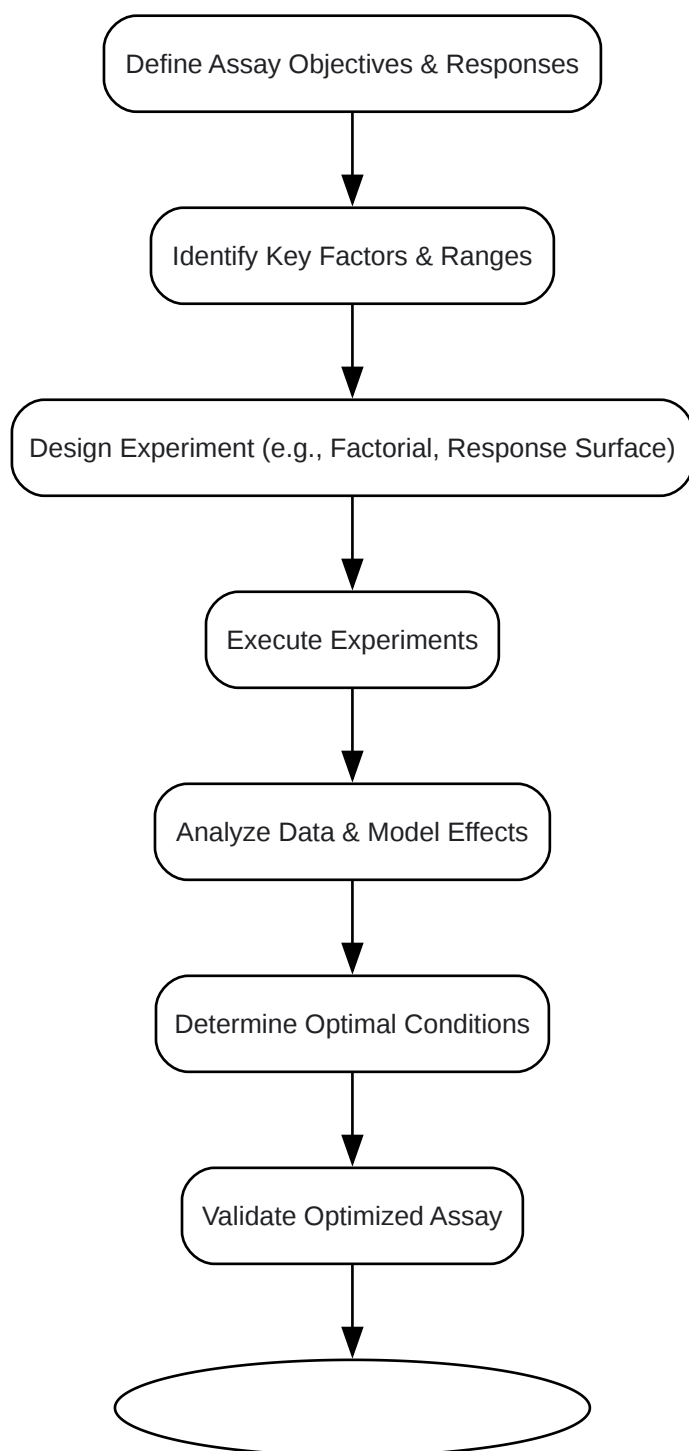 Define Assay Objectives & Responses
Identify Key Factors & Ranges
Design Experiment (e.g., Factorial, Response Surface)
Execute Experiments
Analyze Data & Model Effects
Determine Optimal Conditions
Validate Optimized Assay